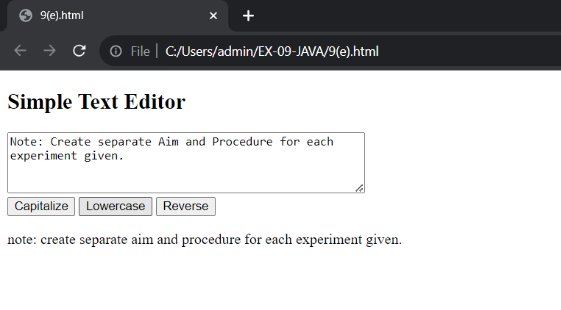 9(e).html
File | C:/Users/admin/EX-09-JAVA/9(e).html
Simple Text Editor
Note: Create separate Aim and Procedure for each
experiment given.
Capitalize Lowercase Reverse
note: create separate aim and procedure for each experiment given.